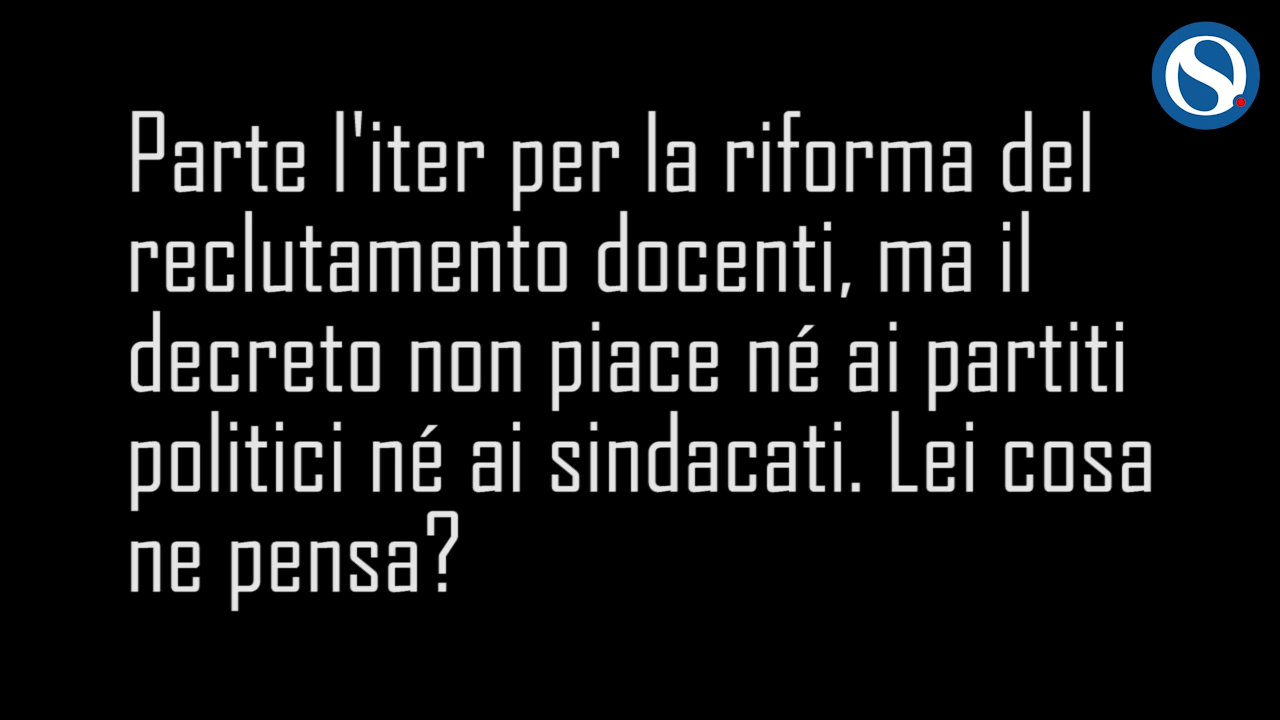 Parte l'iter per la riforma del
reclutamento docenti, ma il
decreto non piace né ai partiti
politici né ai sindacati. Lei cosa
ne pensa?
S